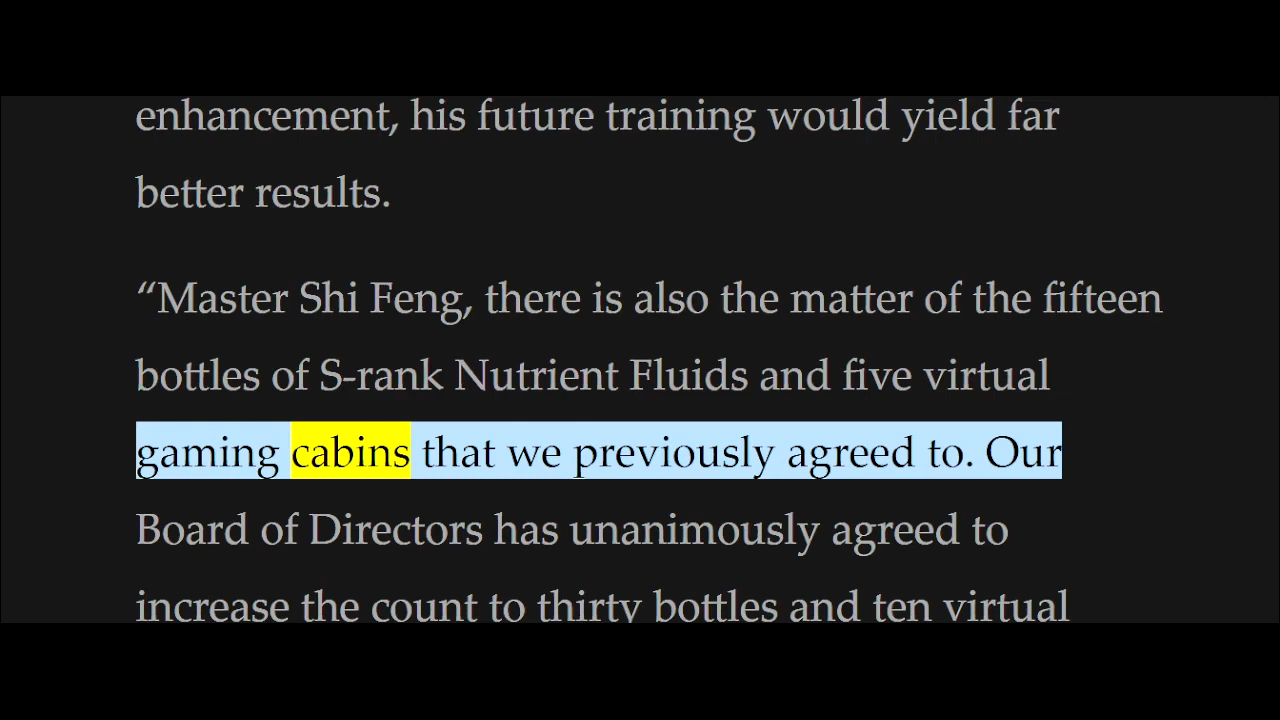 enhancement, his future training would yield far
better results.
“Master Shi Feng, there is also the matter of the fifteen
bottles of S-rank Nutrient Fluids and five virtual
gaming cabins that we previously agreed to. Our
Board of Directors has unanimously agreed to
increase the count to thirty bottles and ten virtual